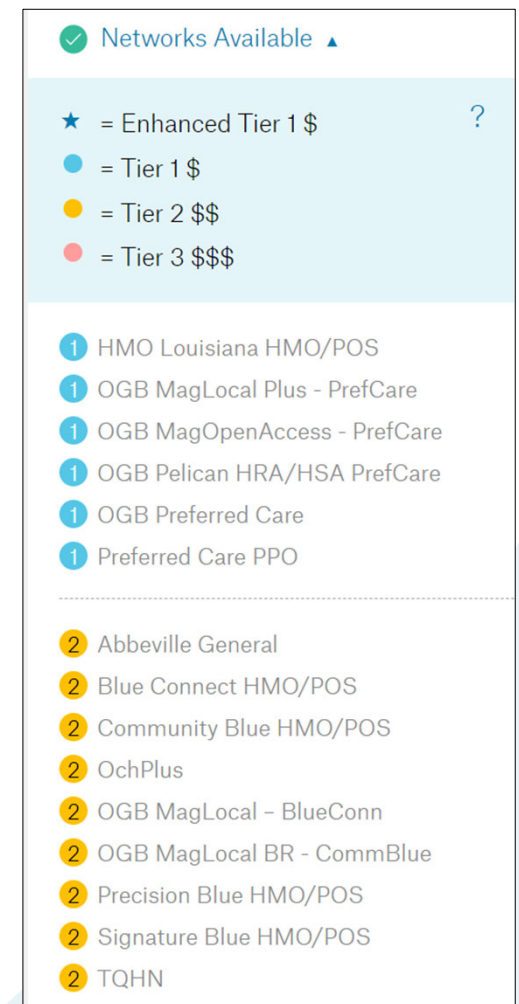 Networks Available ▲
?
★ = Enhanced Tier 1 $
= Tier 1 $
= Tier 2 $$
= Tier 3 $$$
1 HMO Louisiana HMO/POS
1 OGB MagLocal Plus - PrefCare
1 OGB MagOpenAccess - PrefCare
1 OGB Pelican HRA/HSA PrefCare
1 OGB Preferred Care
1 Preferred Care PPO
2 Abbeville General
2 Blue Connect HMO/POS
2 Community Blue HMO/POS
2 OchPlus
2 OGB MagLocal – BlueConn
2 OGB MagLocal BR - CommBlue
2 Precision Blue HMO/POS
2 Signature Blue HMO/POS
2 TQHN